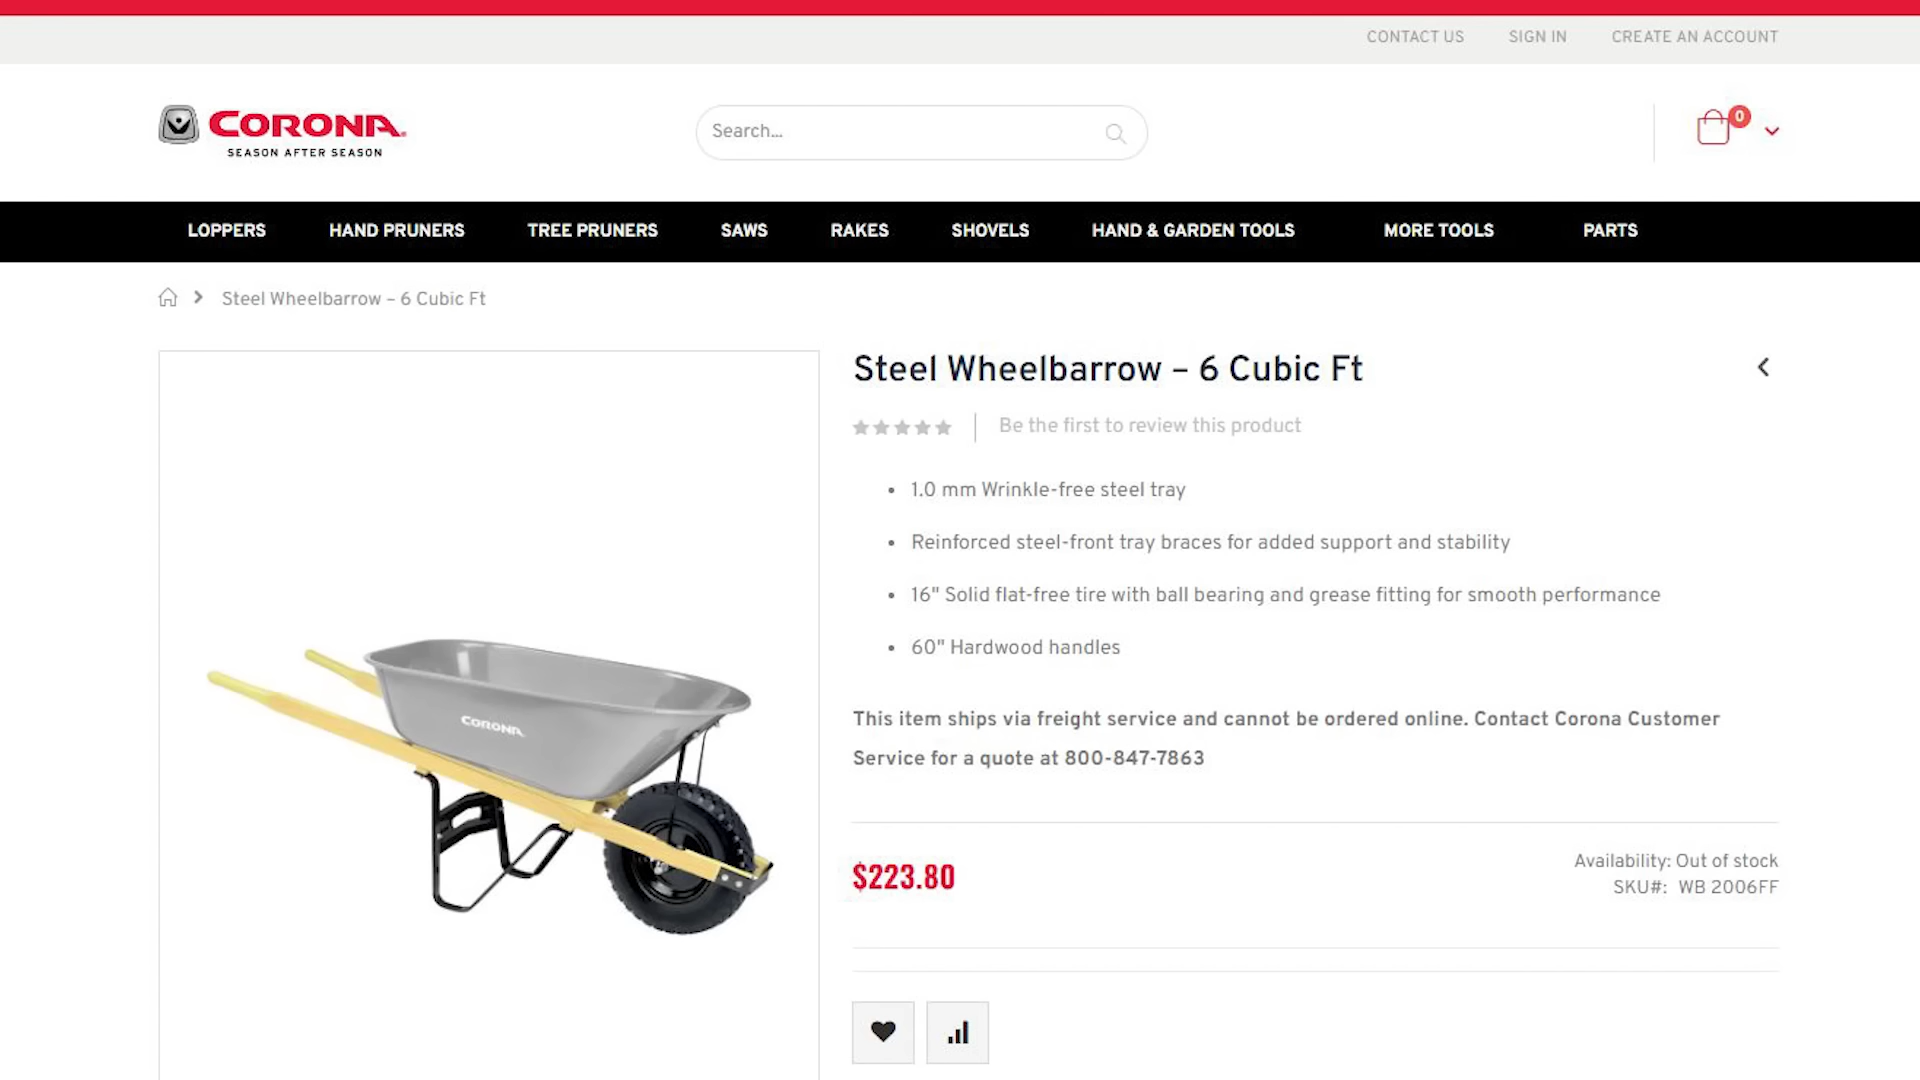 CONTACT US SIGN IN CREATE AN ACCOUNT
CORONA
SEASON AFTER SEASON
Search...
0
LOPPERS HAND PRUNERS TREE PRUNERS SAWS RAKES SHOVELS HAND & GARDEN TOOLS MORE TOOLS PARTS
Steel Wheelbarrow – 6 Cubic Ft
CORONA
Steel Wheelbarrow – 6 Cubic Ft
Be the first to review this product
• 1.0 mm Wrinkle-free steel tray
• Reinforced steel-front tray braces for added support and stability
• 16" Solid flat-free tire with ball bearing and grease fitting for smooth performance
• 60" Hardwood handles
This item ships via freight service and cannot be ordered online. Contact Corona Customer
Service for a quote at 800-847-7863
$223.80
Availability: Out of stock
SKU#: WB 2006FF